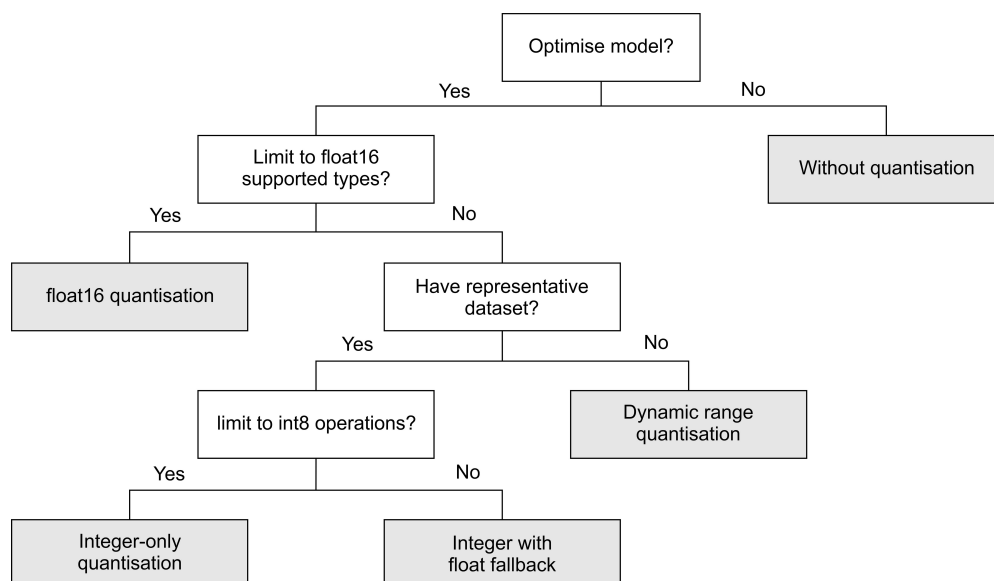 Optimise model?
Yes
No
Limit to float16
supported types?
Without quantisation
Yes
No
float16 quantisation
Have representative
dataset?
Yes
No
limit to int8 operations?
Dynamic range
quantisation
Yes
No
Integer-only
quantisation
Integer with
float fallback